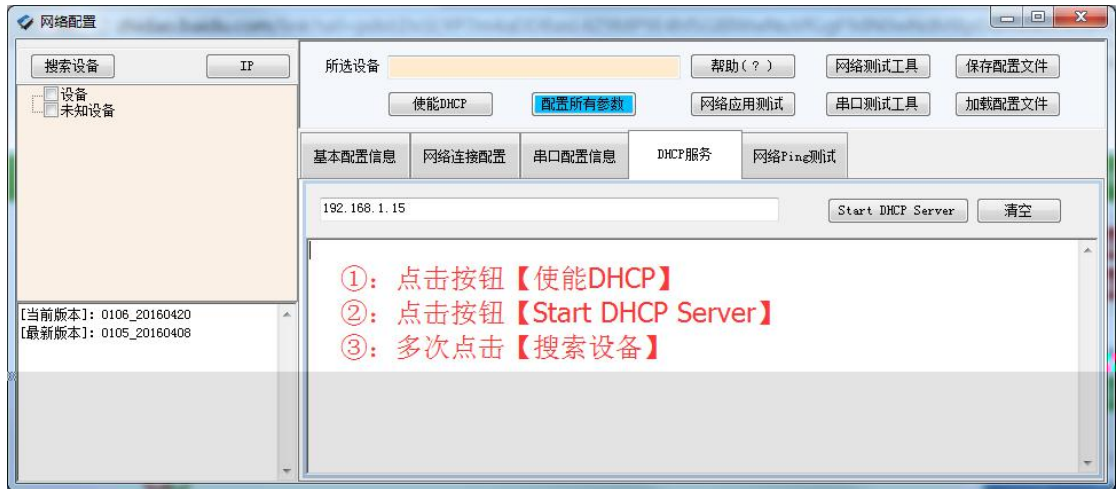 网络配置
搜索设备 IP
设备
未知设备
[当前版本]: 0106_20160420
[最新版本]: 0105_20160408
所选设备 帮助(?) 网络测试工具 保存配置文件
使能DHCP 配置所有参数 网络应用测试 串口测试工具 加载配置文件
基本配置信息 网络连接配置 串口配置信息 DHCP服务 网络Ping测试
192.168.1.15 Start DHCP Server 清空
①：点击按钮【使能DHCP】
②：点击按钮【Start DHCP Server】
③：多次点击【搜索设备】